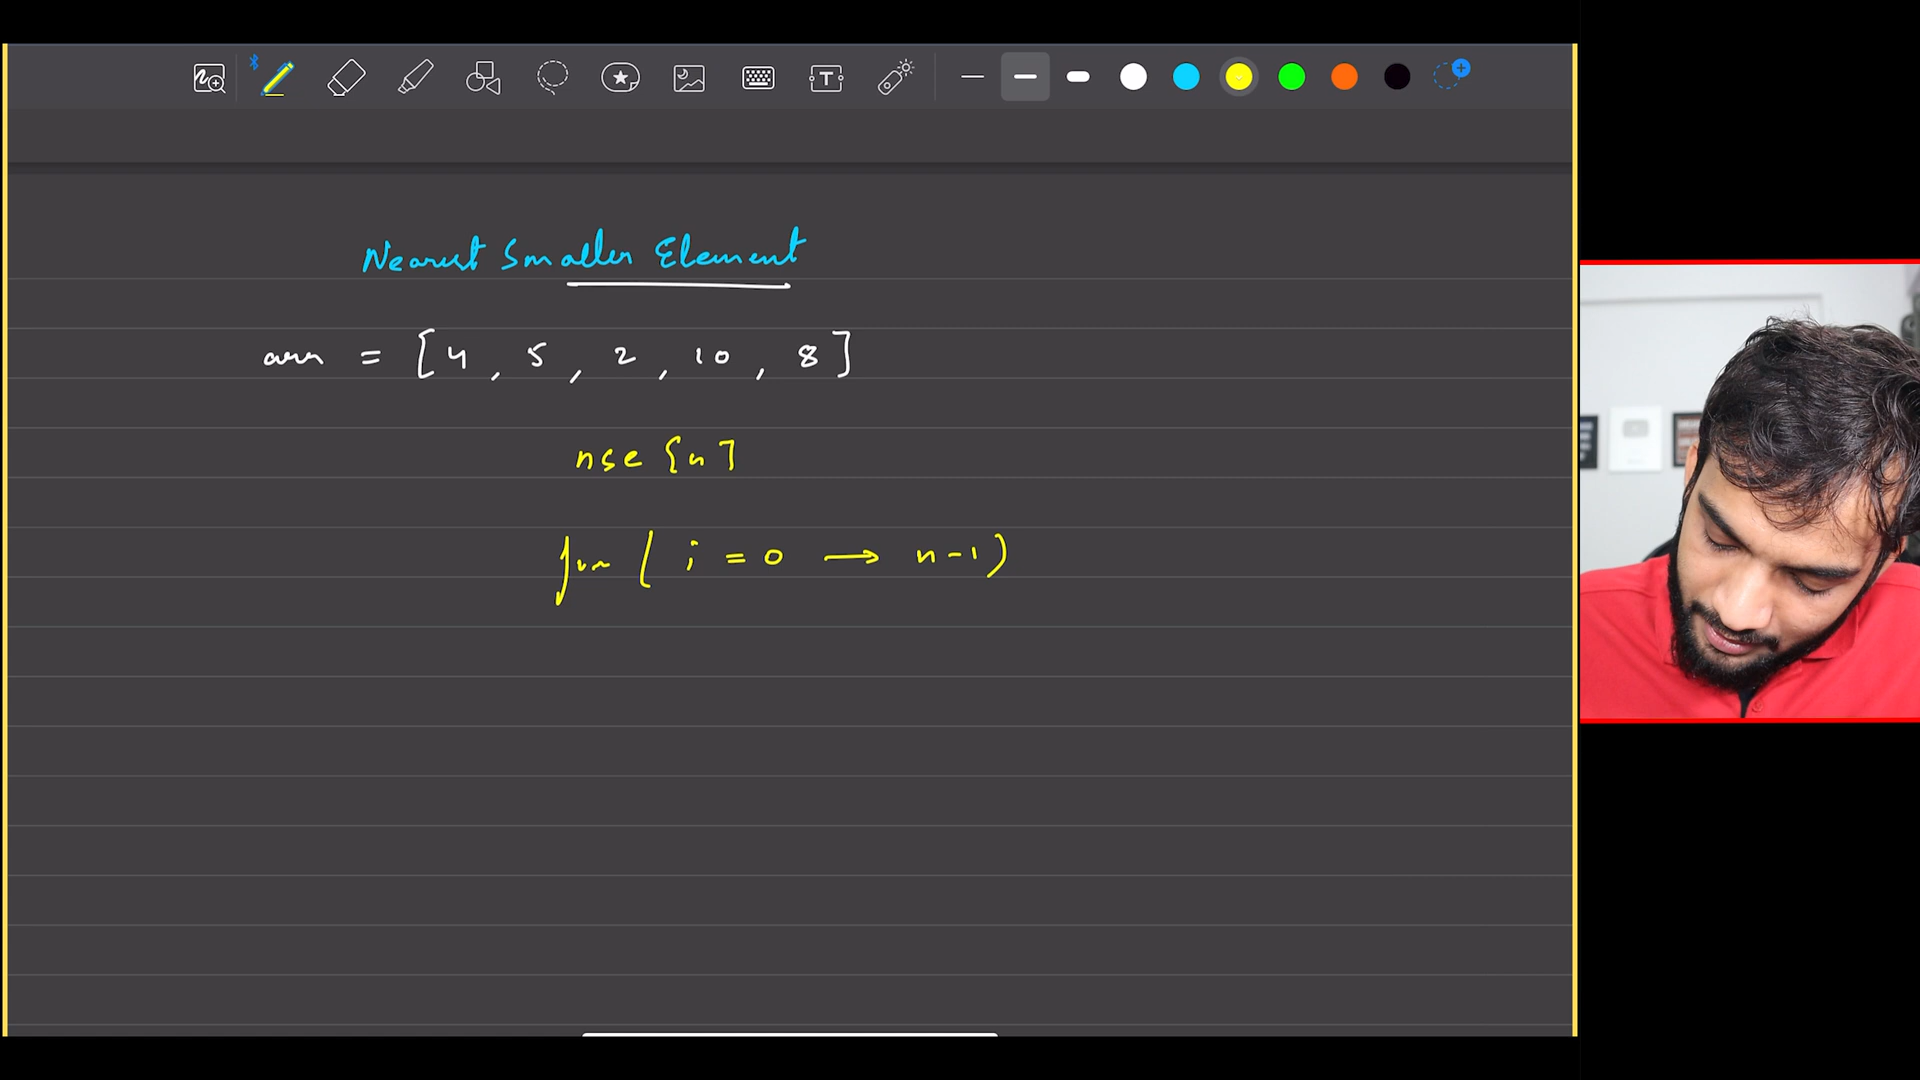 Nearest Smaller Element
arr = [4, 5, 2, 10, 8]
nse [n]
for ( i = 0 → n-1)